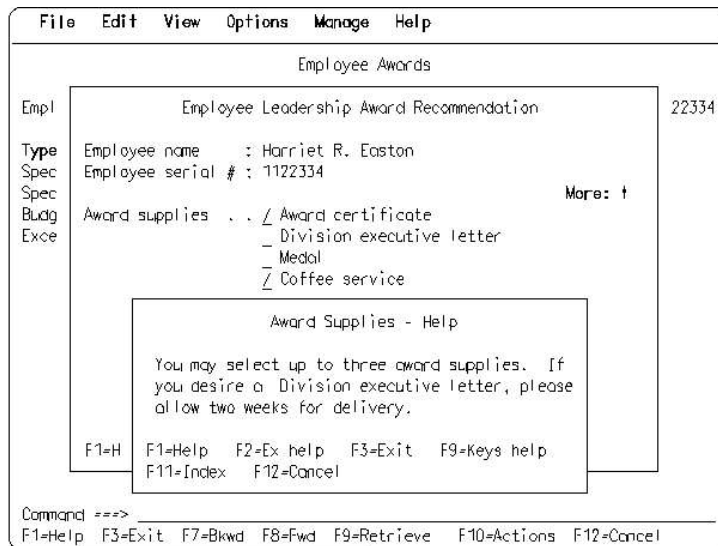 File Edit View Options Manage Help
Employee Awards
Empl Employee Leadership Award Recommendation 22334
Type Employee name : Harriet R. Easton
Spec Employee serial # : 1122334
Spec More: ↑
Budg Award supplies . . / Award certificate
Exce _ Division executive letter
_ Medal
/ Coffee service
Award Supplies - Help
You may select up to three award supplies. If
you desire a Division executive letter, please
allow two weeks for delivery.
F1=H F1=Help F2=Ex help F3=Exit F9=Keys help
F11=Index F12=Cancel
Command ===>
F1=Help F3=Exit F7=Bkwd F8=Fwd F9=Retrieve F10=Actions F12=Cancel